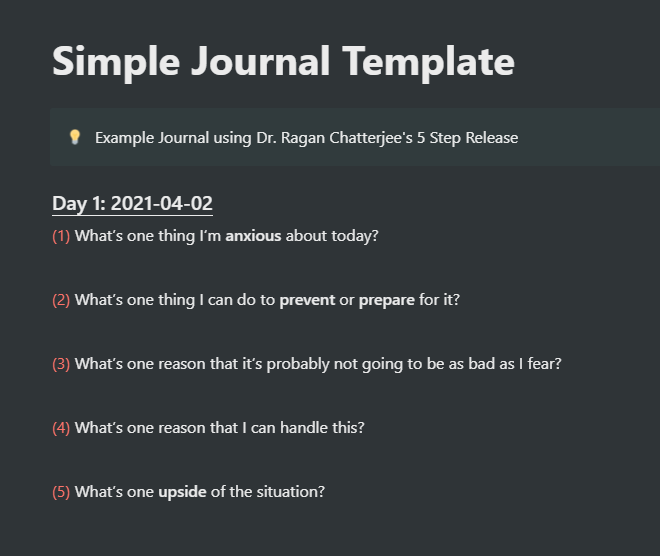 Simple Journal Template
Example Journal using Dr. Ragan Chatterjee's 5 Step Release
Day 1: 2021-04-02
(1) What's one thing I'm anxious about today?
(2) What's one thing I can do to prevent or prepare for it?
(3) What's one reason that it's probably not going to be as bad as I fear?
(4) What's one reason that I can handle this?
(5) What's one upside of the situation?